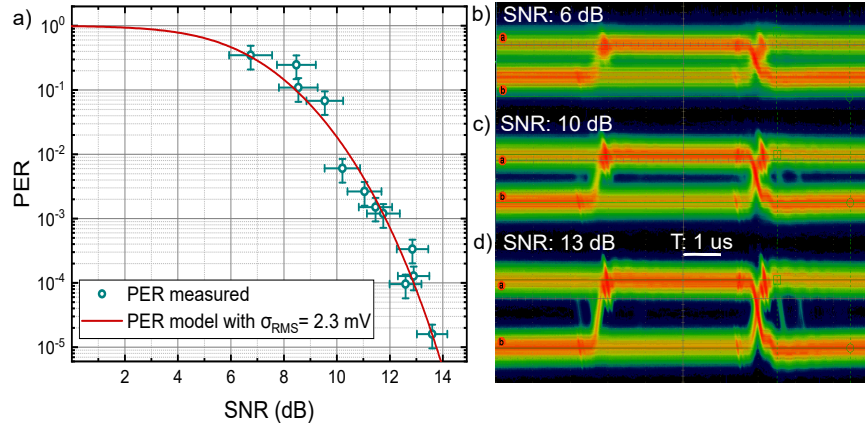 a)
10⁰
10⁻¹
10⁻²
10⁻³
10⁻⁴
10⁻⁵
PER
PER measured
PER model with σRMS= 2.3 mV
2 4 6 8 10 12 14
SNR (dB)
b) SNR: 6 dB
a
b
c) SNR: 10 dB
a
b
d) SNR: 13 dB T: 1 us
a
b